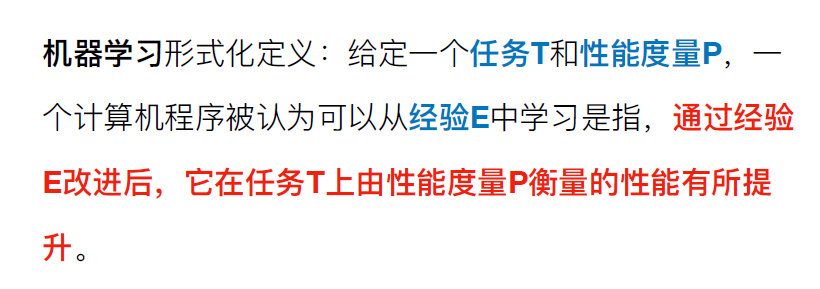 机器学习形式化定义：给定一个任务T和性能度量P，一
个计算机程序被认为可以从经验E中学习是指，通过经验
E改进后，它在任务T上由性能度量P衡量的性能有所提
升。